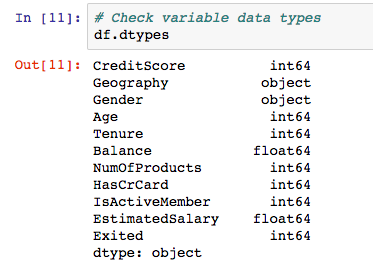 In [11]: # Check variable data types
df.dtypes
Out[11]: CreditScore int64
Geography object
Gender object
Age int64
Tenure int64
Balance float64
NumOfProducts int64
HasCrCard int64
IsActiveMember int64
EstimatedSalary float64
Exited int64
dtype: object